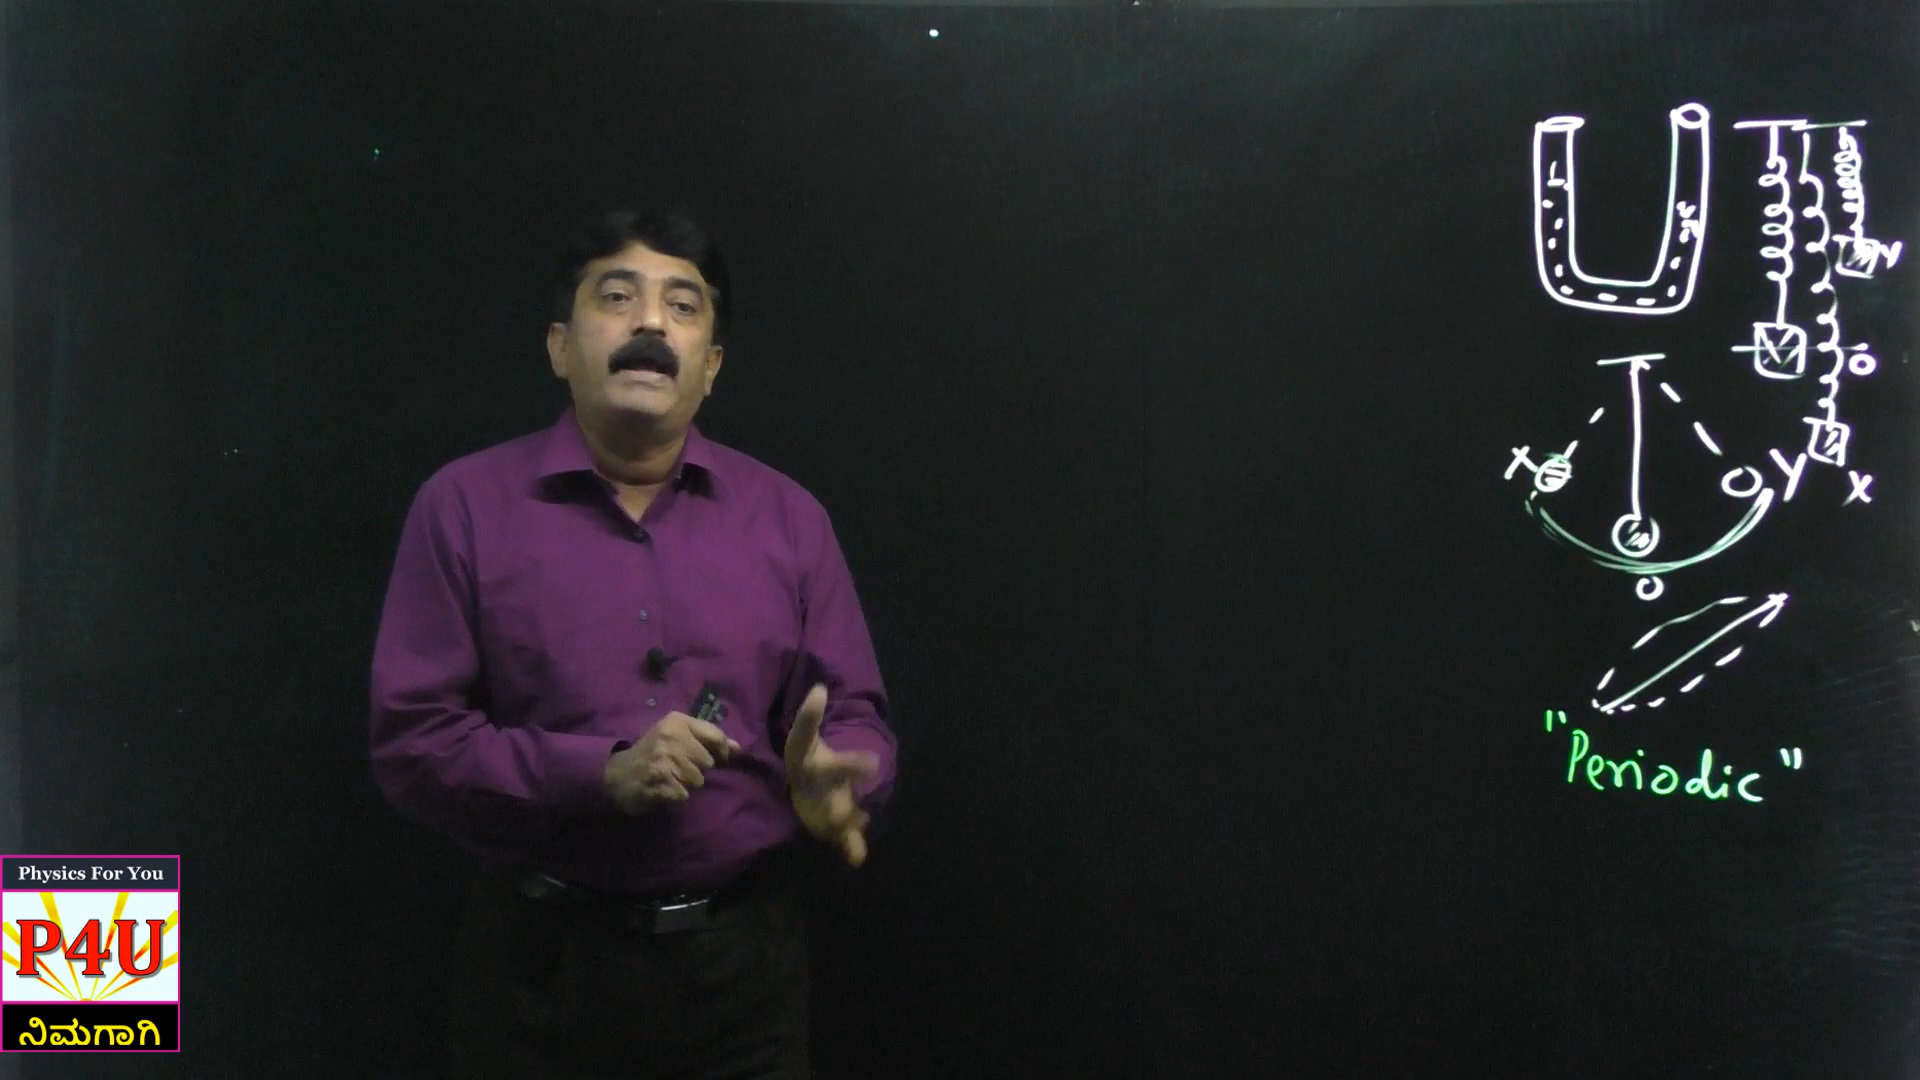 Y
O
X
Y
X
O
"Periodic"
Physics For You
P4U
ನಿಮಗಾಗಿ